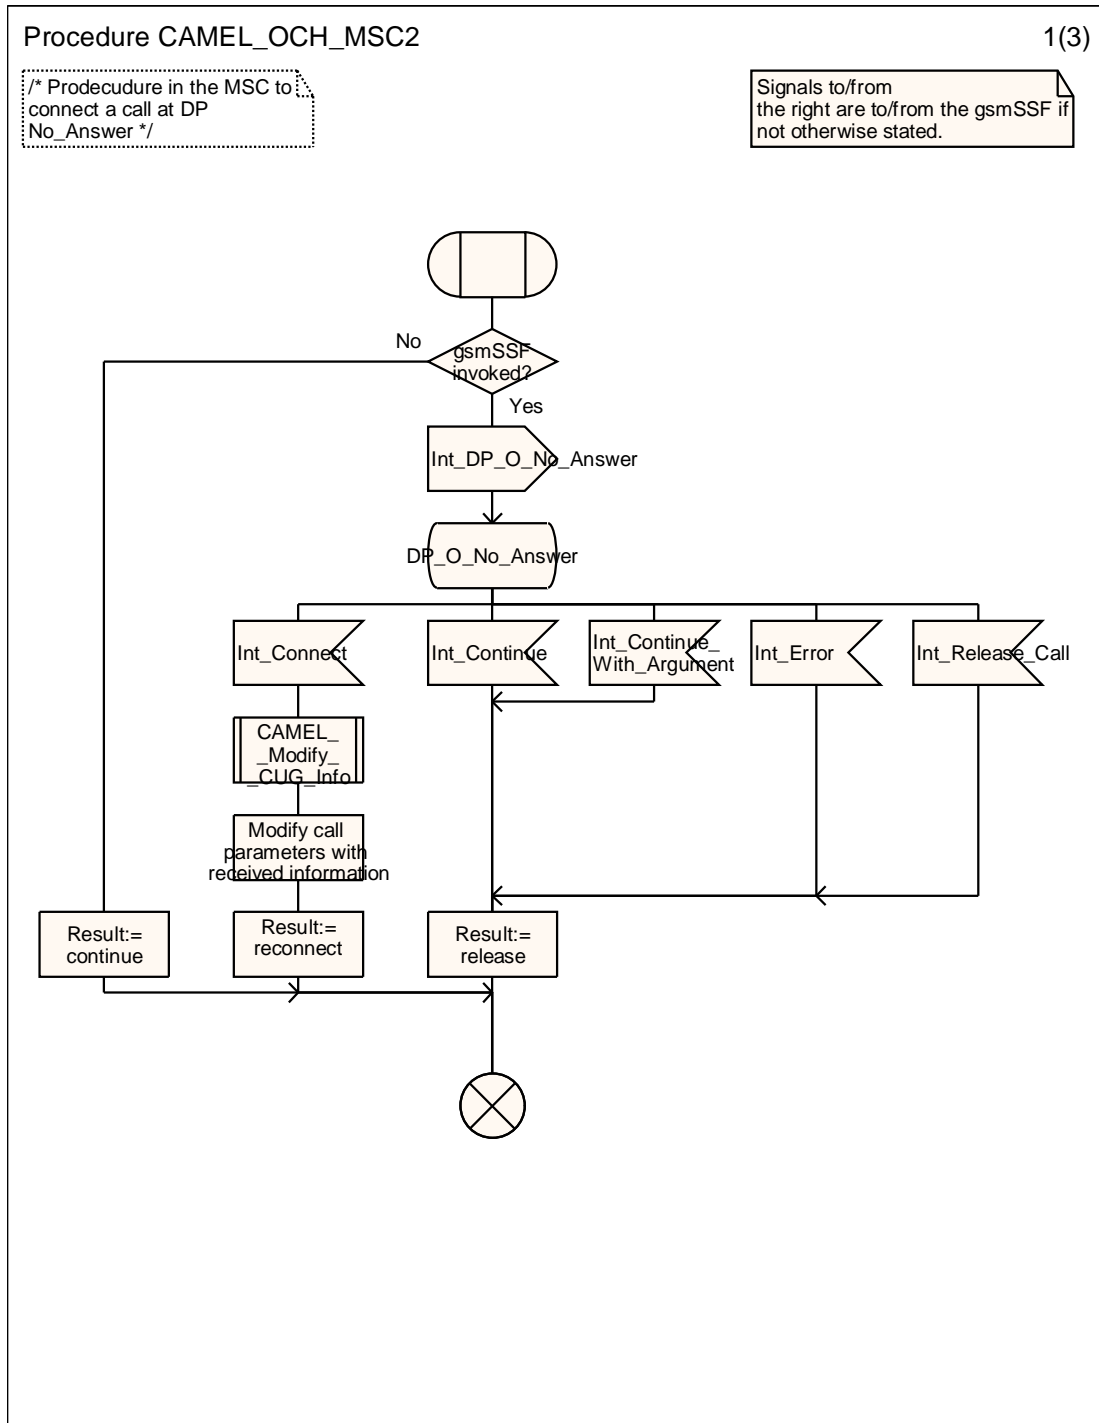 Procedure CAMEL_OCH_MSC2
1(3)
/* Prodecudure in the MSC to
connect a call at DP
No_Answer */
Signals to/from
the right are to/from the gsmSSF if
not otherwise stated.
No
gsmSSF
invoked?
Yes
Int_DP_O_No_Answer
DP_O_No_Answer
Int_Connect
Int_Continue
Int_Continue_
With_Argument
Int_Error
Int_Release_Call
CAMEL_
_Modify_
_CUG_Info
Modify call
parameters with
received information
Result:=
continue
Result:=
reconnect
Result:=
release